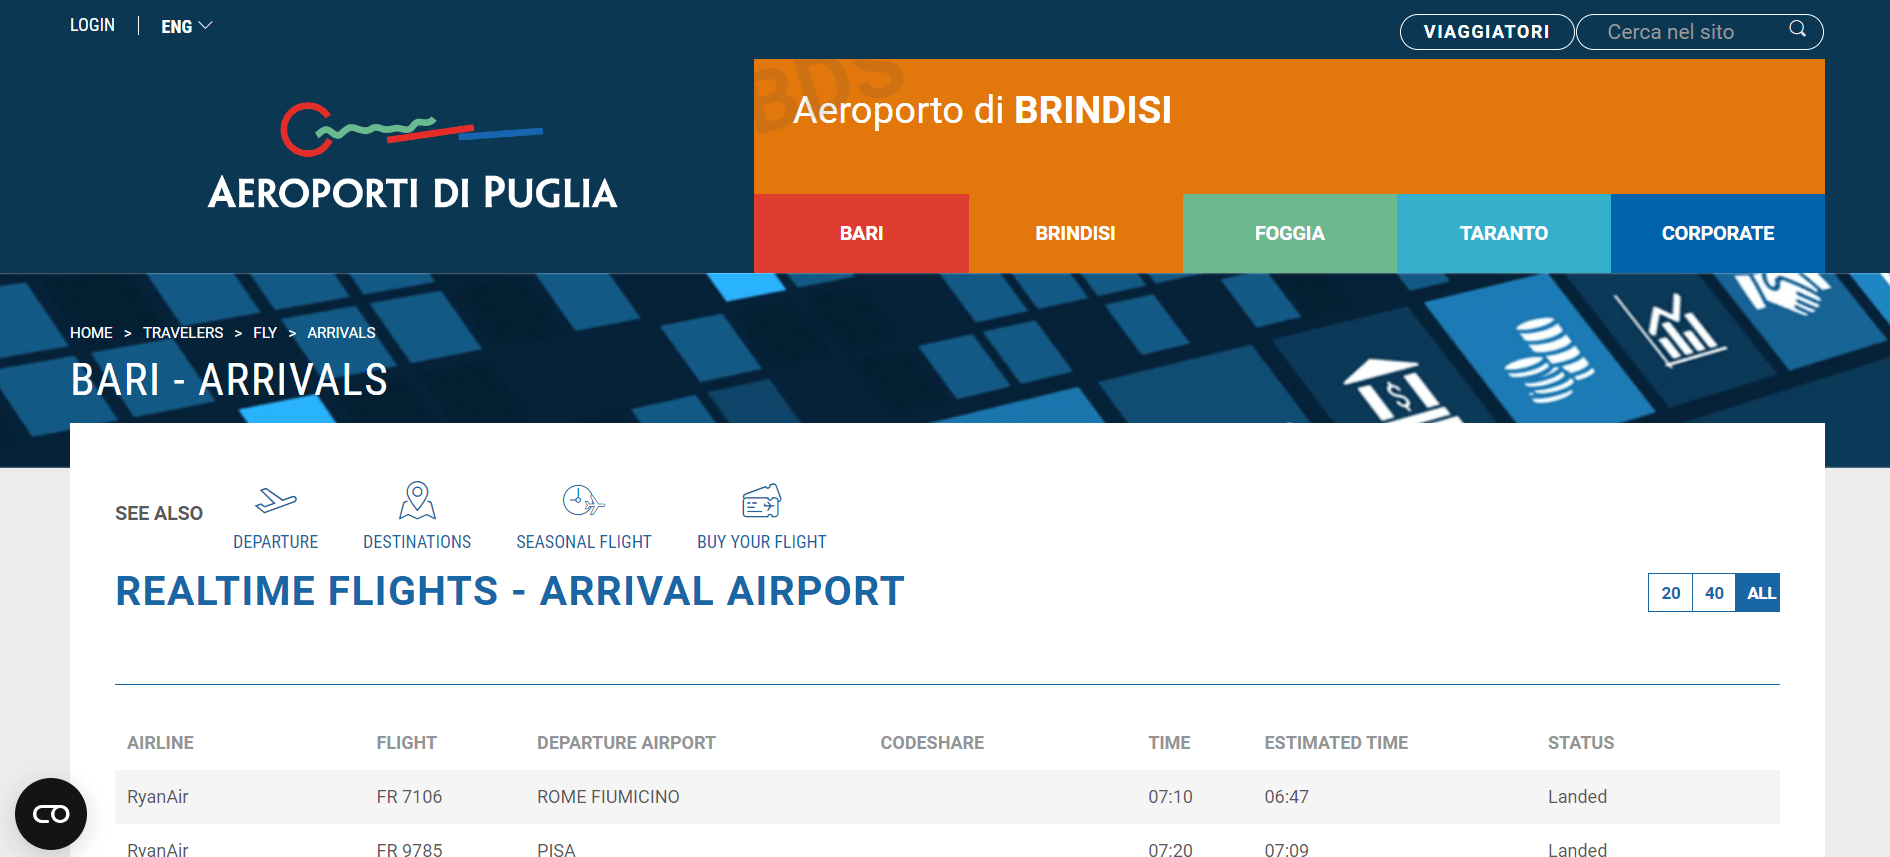 LOGIN
ENG
VIAGGIATORI
Cerca nel sito
BDS
Aeroporto di BRINDISI
AEROPORTI DI PUGLIA
BARI
BRINDISI
FOGGIA
TARANTO
CORPORATE
HOME > TRAVELERS > FLY > ARRIVALS
BARI - ARRIVALS
SEE ALSO
DEPARTURE
DESTINATIONS
SEASONAL FLIGHT
BUY YOUR FLIGHT
REALTIME FLIGHTS - ARRIVAL AIRPORT
20 40 ALL
AIRLINE FLIGHT DEPARTURE AIRPORT CODESHARE TIME ESTIMATED TIME STATUS
RyanAir FR 7106 ROME FIUMICINO 07:10 06:47 Landed
RyanAir FR 9785 PISA 07:20 07:09 Landed